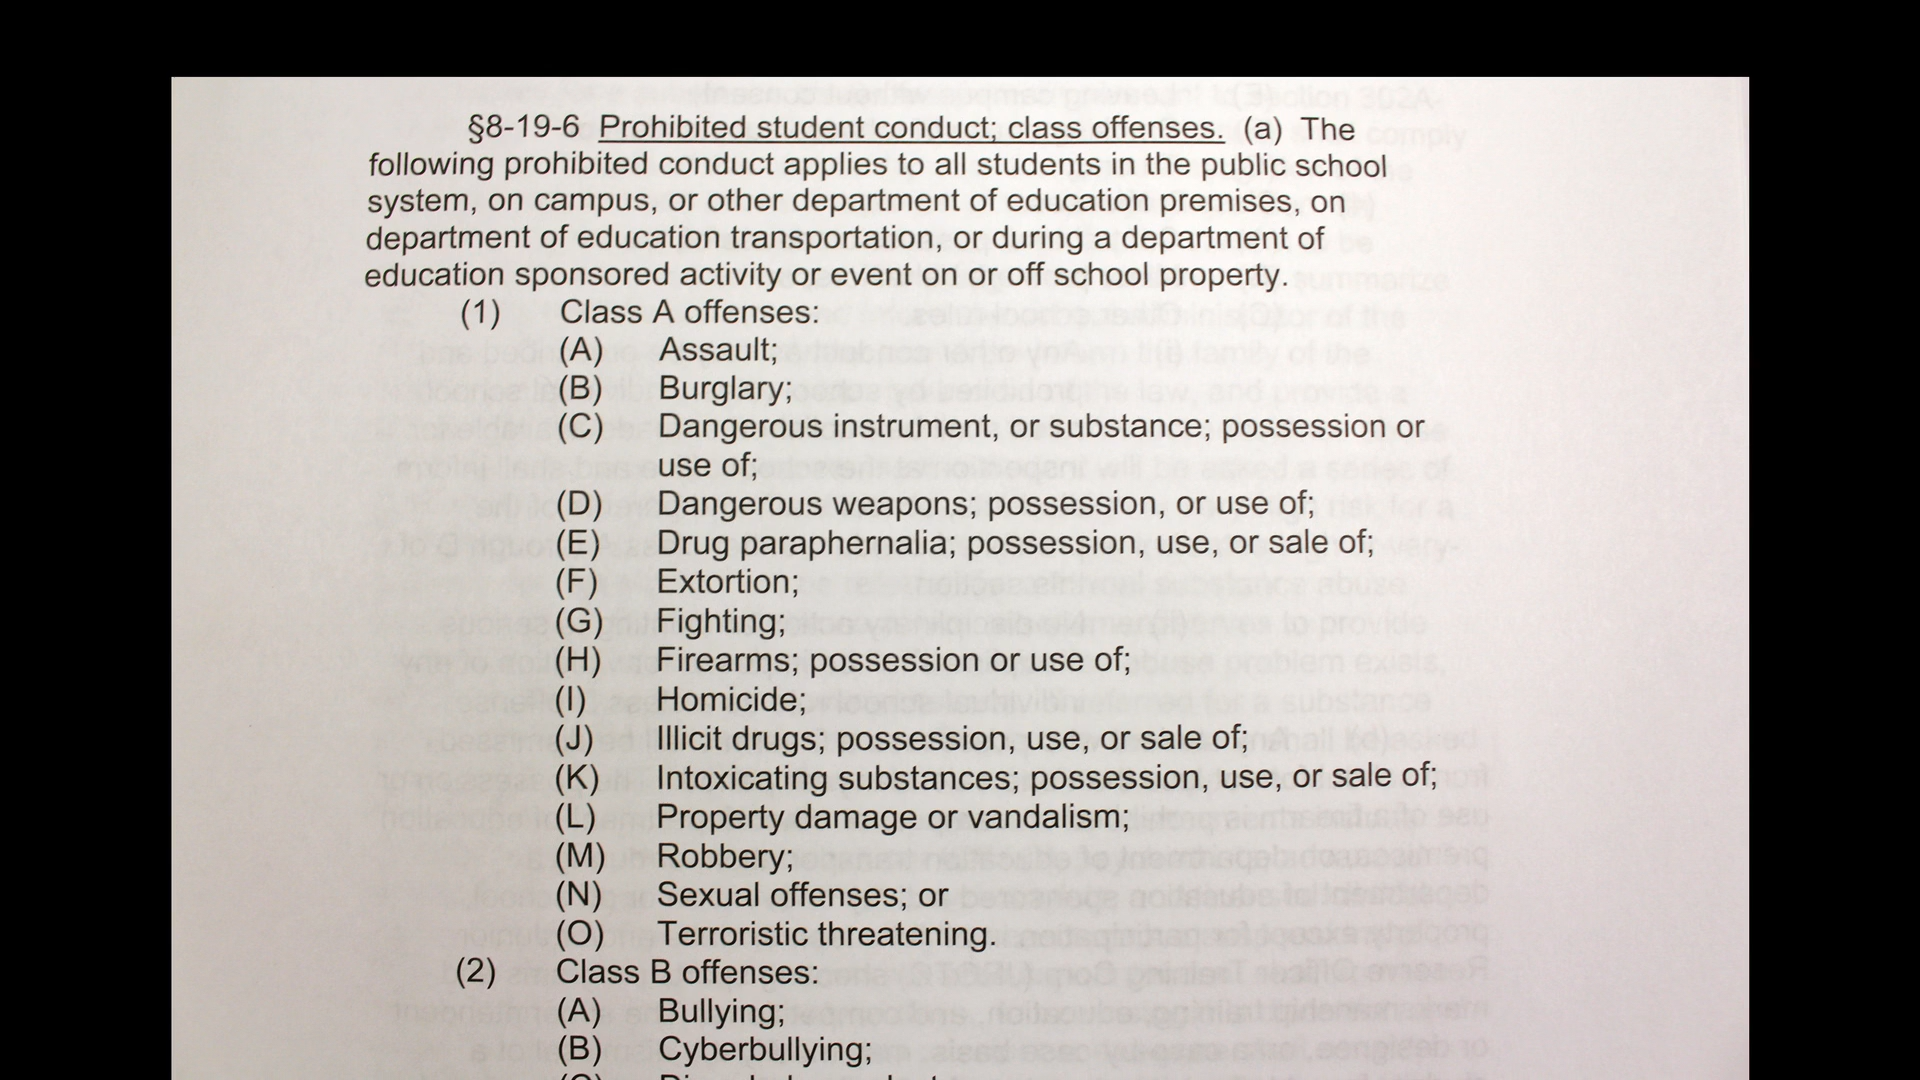 §8-19-6 Prohibited student conduct; class offenses. (a) The
following prohibited conduct applies to all students in the public school
system, on campus, or other department of education premises, on
department of education transportation, or during a department of
education sponsored activity or event on or off school property.
(1) Class A offenses:
(A) Assault;
(B) Burglary;
(C) Dangerous instrument, or substance; possession or
use of;
(D) Dangerous weapons; possession, or use of;
(E) Drug paraphernalia; possession, use, or sale of;
(F) Extortion;
(G) Fighting;
(H) Firearms; possession or use of;
(I) Homicide;
(J) Illicit drugs; possession, use, or sale of;
(K) Intoxicating substances; possession, use, or sale of;
(L) Property damage or vandalism;
(M) Robbery;
(N) Sexual offenses; or
(O) Terroristic threatening.
(2) Class B offenses:
(A) Bullying;
(B) Cyberbullying;